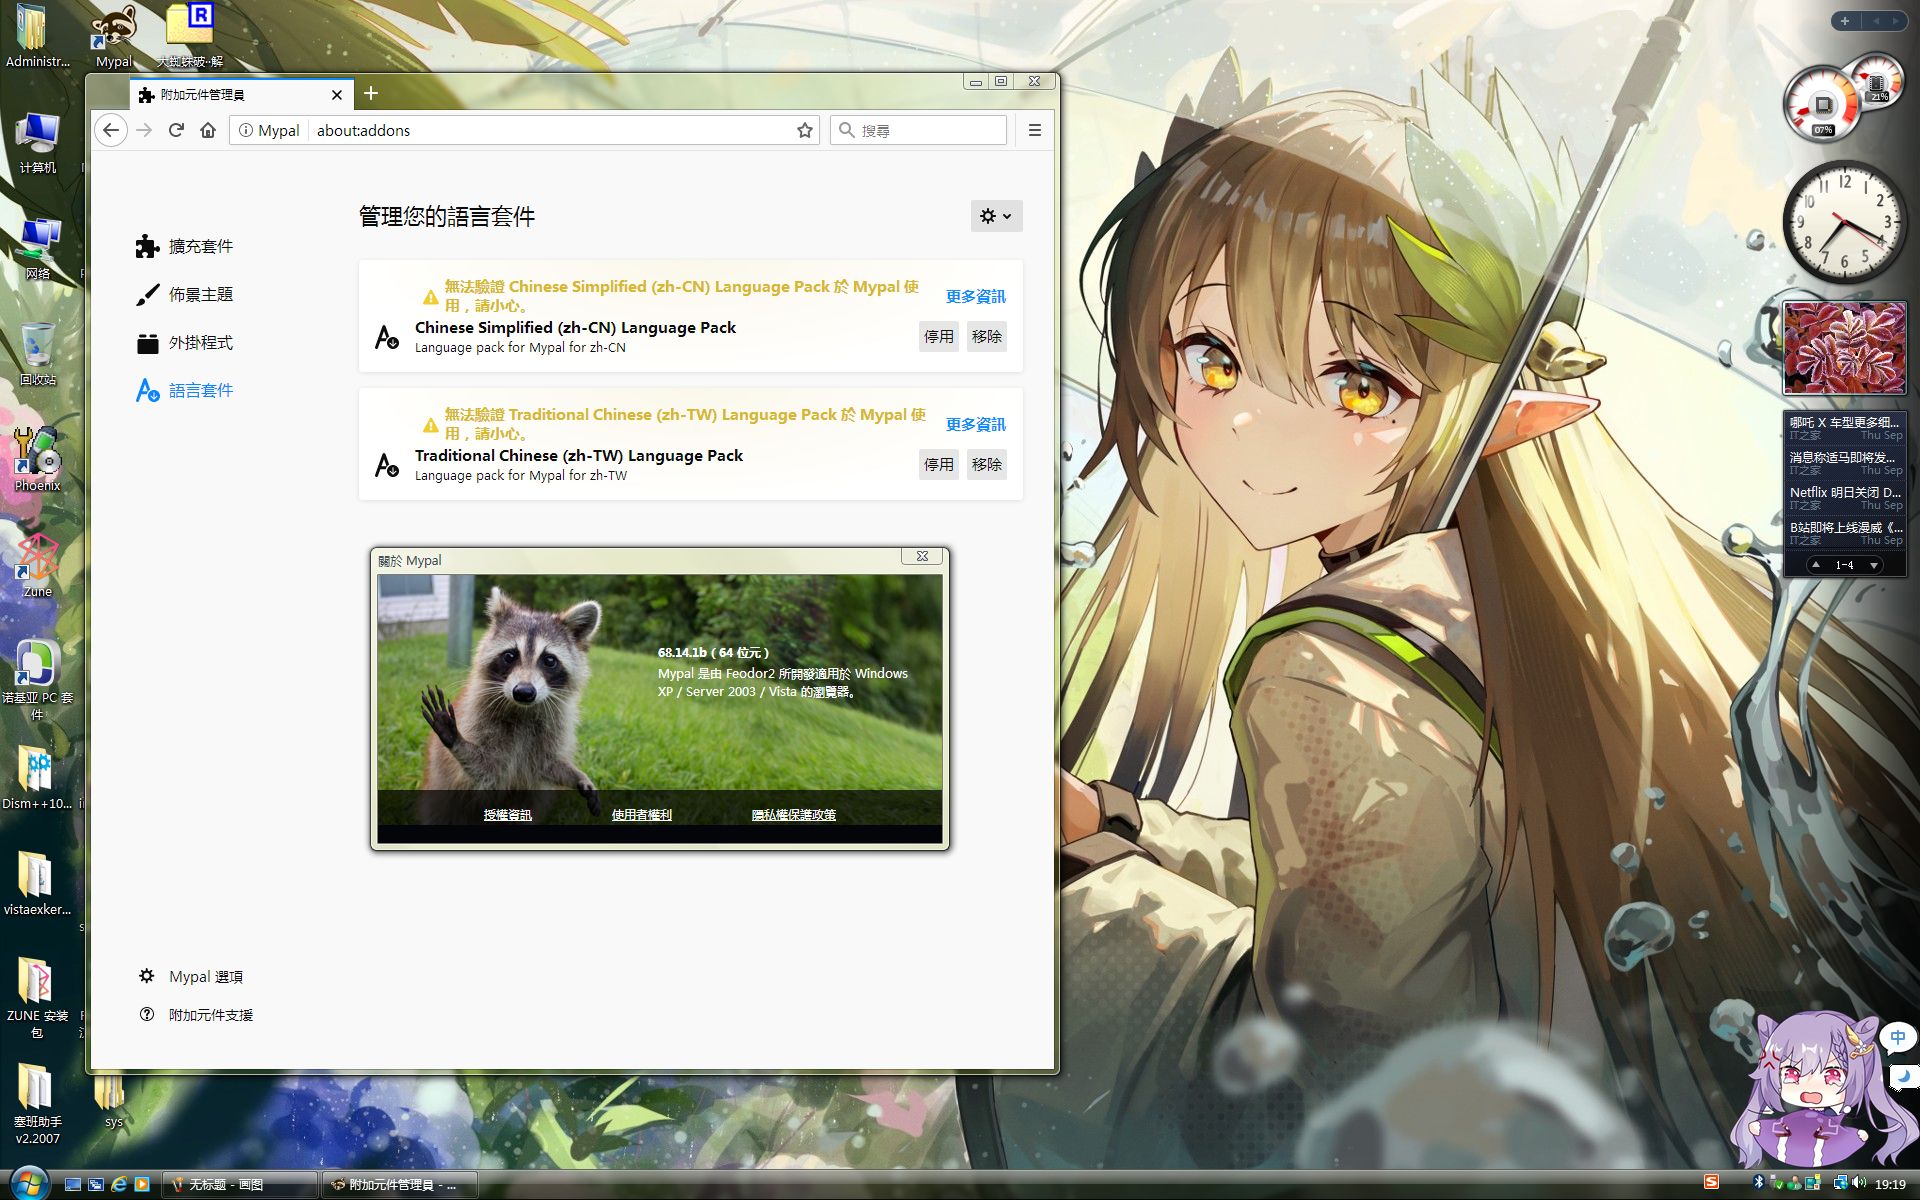 Administr...
Mypal
R
计算机
网络
回收站
Phoenix
Zune
诺基亚 PC 套
件
Dism++10...
vistaexker...
ZUNE 安装
包
塞班助手
v2.2007
sys
附加元件管理員
Mypal
about:addons
搜尋
管理您的語言套件
擴充套件
佈景主題
外掛程式
語言套件
無法驗證 Chinese Simplified (zh-CN) Language Pack 於 Mypal 使
用，請小心。
更多資訊
Chinese Simplified (zh-CN) Language Pack
Language pack for Mypal for zh-CN
停用
移除
無法驗證 Traditional Chinese (zh-TW) Language Pack 於 Mypal 使
用，請小心。
更多資訊
Traditional Chinese (zh-TW) Language Pack
Language pack for Mypal for zh-TW
停用
移除
關於 Mypal
68.14.1b ( 64 位元 )
Mypal 是由 Feodor2 所開發適用於 Windows
XP / Server 2003 / Vista 的瀏覽器。
授權資訊
使用者權利
隱私權保護政策
Mypal 選項
附加元件支援
21%
07%
12
1
2
3
4
5
6
7
8
9
10
11
哪吒 X 车型更多细...
IT之家 Thu Sep
消息称适马即将发...
IT之家 Thu Sep
Netflix 明日关闭 D...
IT之家 Thu Sep
B站即将上线漫威《...
IT之家 Thu Sep
1-4
中
无标题 - 画图
附加元件管理員 - ...
S
19:19